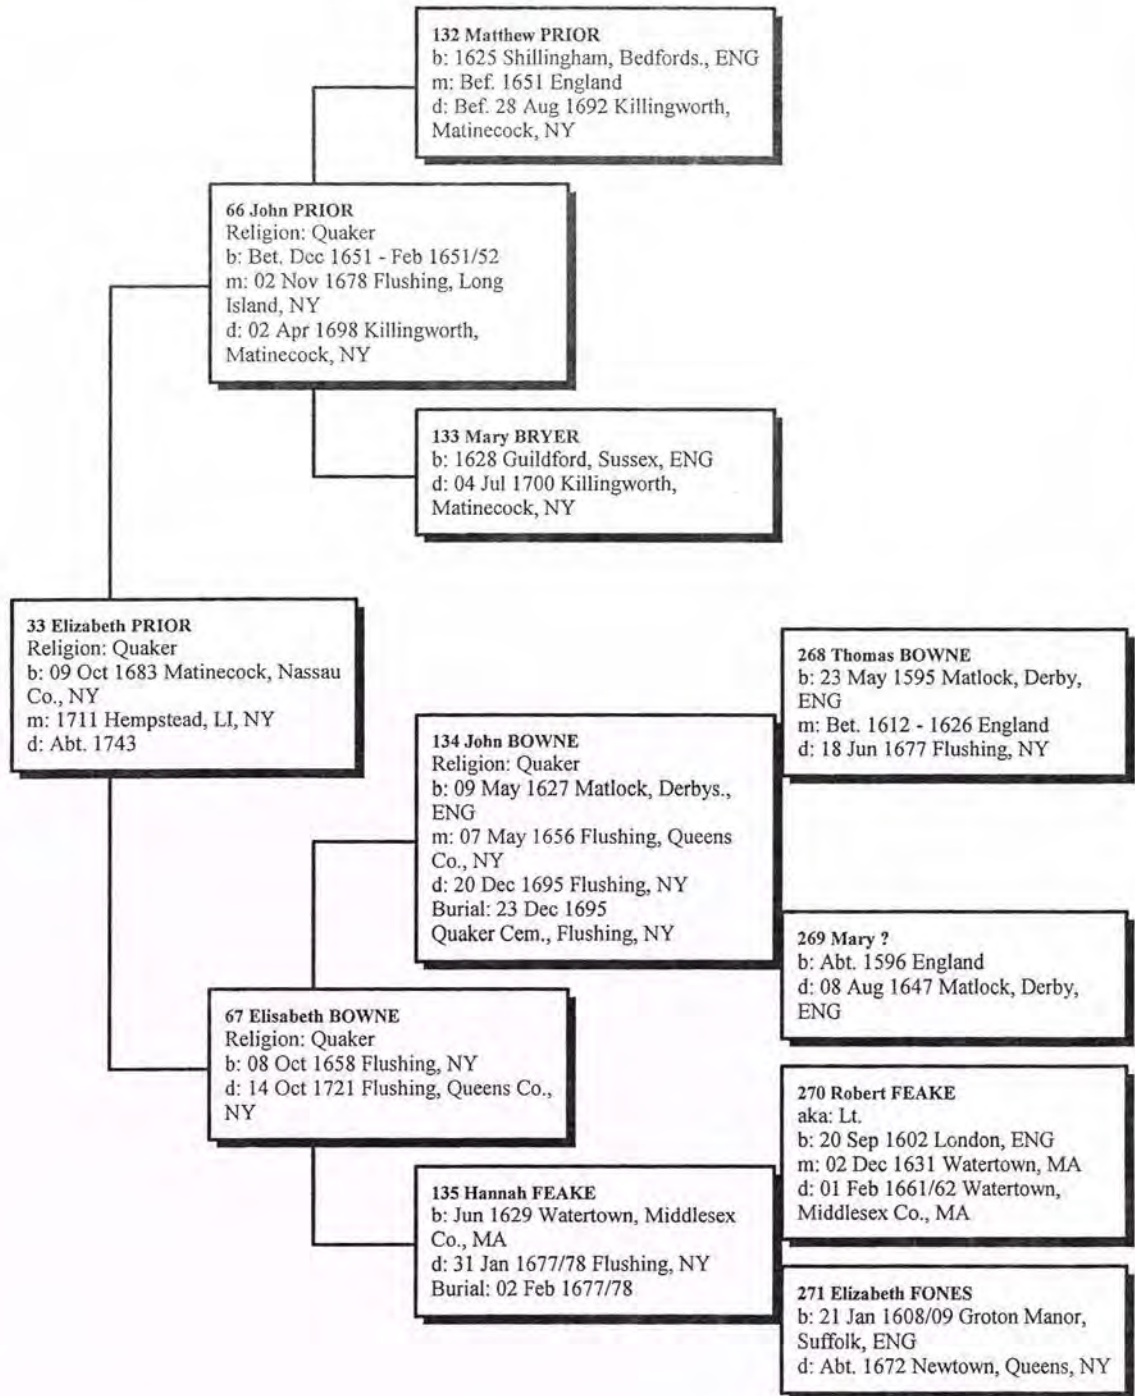 132 Matthew PRIOR
b: 1625 Shillingham, Bedfords., ENG
m: Bef. 1651 England
d: Bef. 28 Aug 1692 Killingworth,
Matinecock, NY
66 John PRIOR
Religion: Quaker
b: Bet. Dec 1651 - Feb 1651/52
m: 02 Nov 1678 Flushing, Long
Island, NY
d: 02 Apr 1698 Killingworth,
Matinecock, NY
133 Mary BRYER
b: 1628 Guildford, Sussex, ENG
d: 04 Jul 1700 Killingworth,
Matinecock, NY
33 Elizabeth PRIOR
Religion: Quaker
b: 09 Oct 1683 Matinecock, Nassau
Co., NY
m: 1711 Hempstead, LI, NY
d: Abt. 1743
268 Thomas BOWNE
b: 23 May 1595 Matlock, Derby,
ENG
m: Bet. 1612 - 1626 England
d: 18 Jun 1677 Flushing, NY
134 John BOWNE
Religion: Quaker
b: 09 May 1627 Matlock, Derbys.,
ENG
m: 07 May 1656 Flushing, Queens
Co., NY
d: 20 Dec 1695 Flushing, NY
Burial: 23 Dec 1695
Quaker Cem., Flushing, NY
269 Mary ?
b: Abt. 1596 England
d: 08 Aug 1647 Matlock, Derby,
ENG
67 Elisabeth BOWNE
Religion: Quaker
b: 08 Oct 1658 Flushing, NY
d: 14 Oct 1721 Flushing, Queens Co.,
NY
270 Robert FEAKE
aka: Lt.
b: 20 Sep 1602 London, ENG
m: 02 Dec 1631 Watertown, MA
d: 01 Feb 1661/62 Watertown,
Middlesex Co., MA
135 Hannah FEAKE
b: Jun 1629 Watertown, Middlesex
Co., MA
d: 31 Jan 1677/78 Flushing, NY
Burial: 02 Feb 1677/78
271 Elizabeth FONES
b: 21 Jan 1608/09 Groton Manor,
Suffolk, ENG
d: Abt. 1672 Newtown, Queens, NY